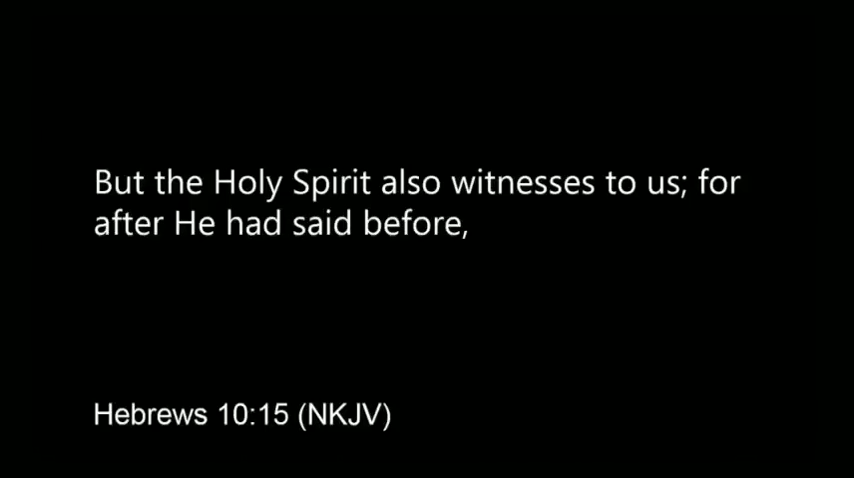 But the Holy Spirit also witnesses to us; for
after He had said before,
Hebrews 10:15 (NKJV)